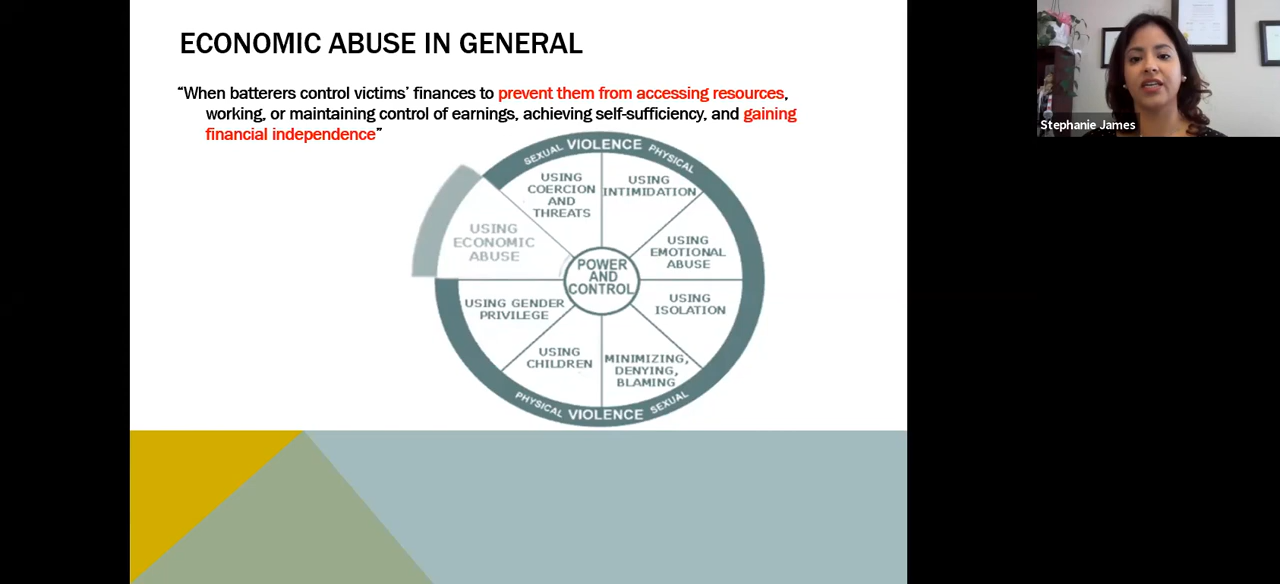 ECONOMIC ABUSE IN GENERAL
“When batterers control victims’ finances to prevent them from accessing resources,
working, or maintaining control of earnings, achieving self-sufficiency, and gaining
financial independence”
SEXUAL VIOLENCE PHYSICAL
USING
COERCION
AND
THREATS
USING
INTIMIDATION
USING
ECONOMIC
ABUSE
USING
EMOTIONAL
ABUSE
POWER
AND
CONTROL
USING GENDER
PRIVILEGE
USING
ISOLATION
USING
CHILDREN
MINIMIZING,
DENYING,
BLAMING
PHYSICAL VIOLENCE SEXUAL
Stephanie James